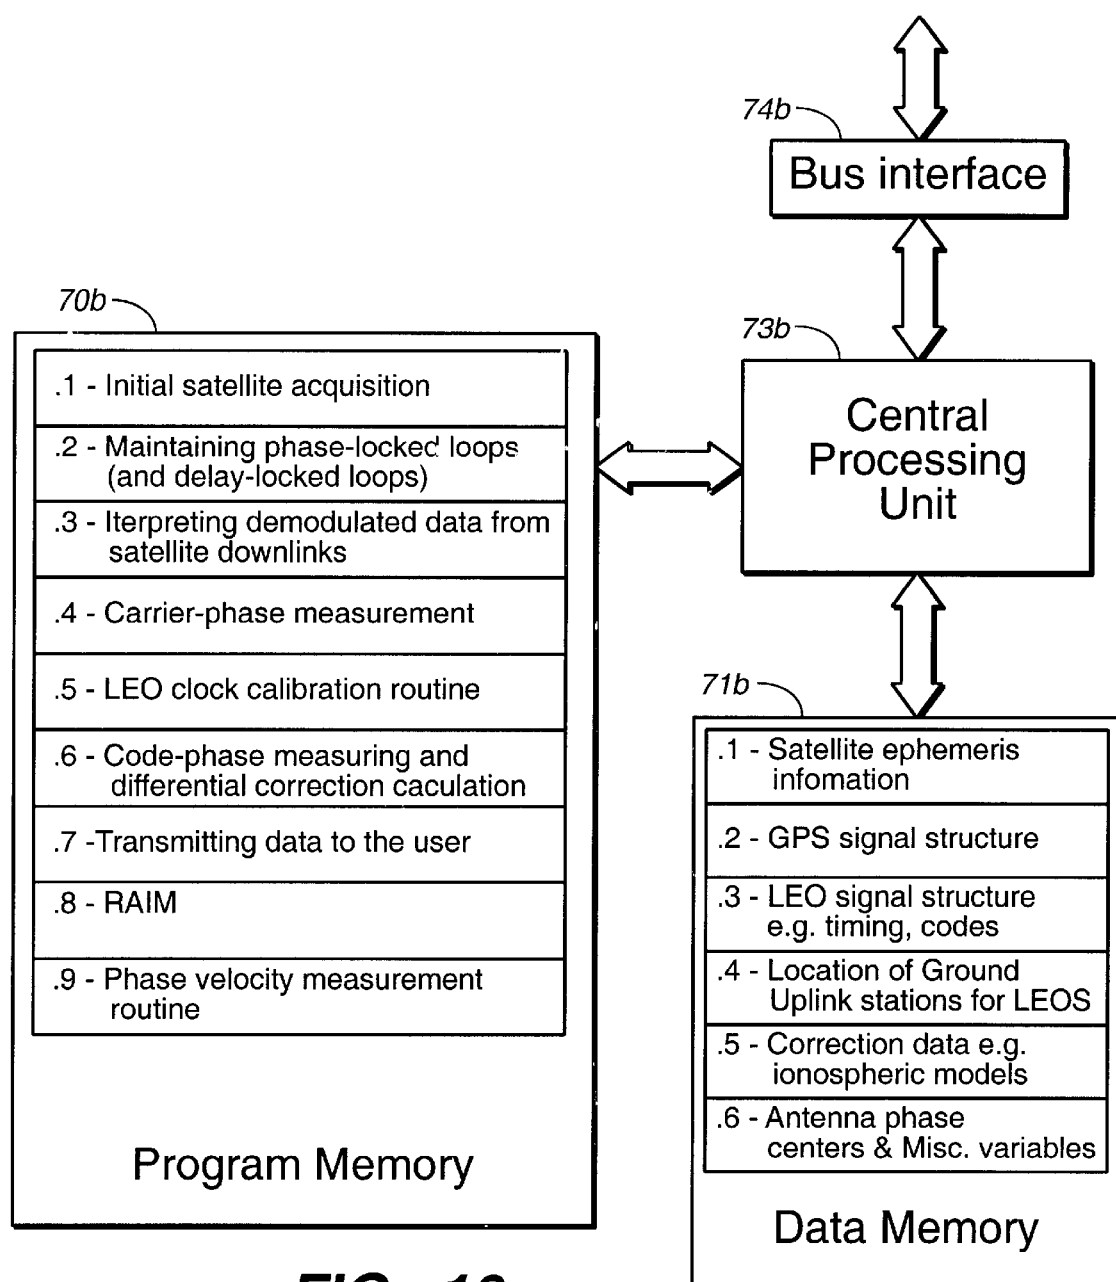 74b
Bus interface
70b
73b
.1 - Initial satellite acquisition
.2 - Maintaining phase-locked loops
(and delay-locked loops)
.3 - Iterpreting demodulated data from
satellite downlinks
.4 - Carrier-phase measurement
.5 - LEO clock calibration routine
.6 - Code-phase measuring and
differential correction caculation
.7 -Transmitting data to the user
.8 - RAIM
.9 - Phase velocity measurement
routine
Program Memory
Central
Processing
Unit
71b
.1 - Satellite ephemeris
infomation
.2 - GPS signal structure
.3 - LEO signal structure
e.g. timing, codes
.4 - Location of Ground
Uplink stations for LEOS
.5 - Correction data e.g.
ionospheric models
.6 - Antenna phase
centers & Misc. variables
Data Memory